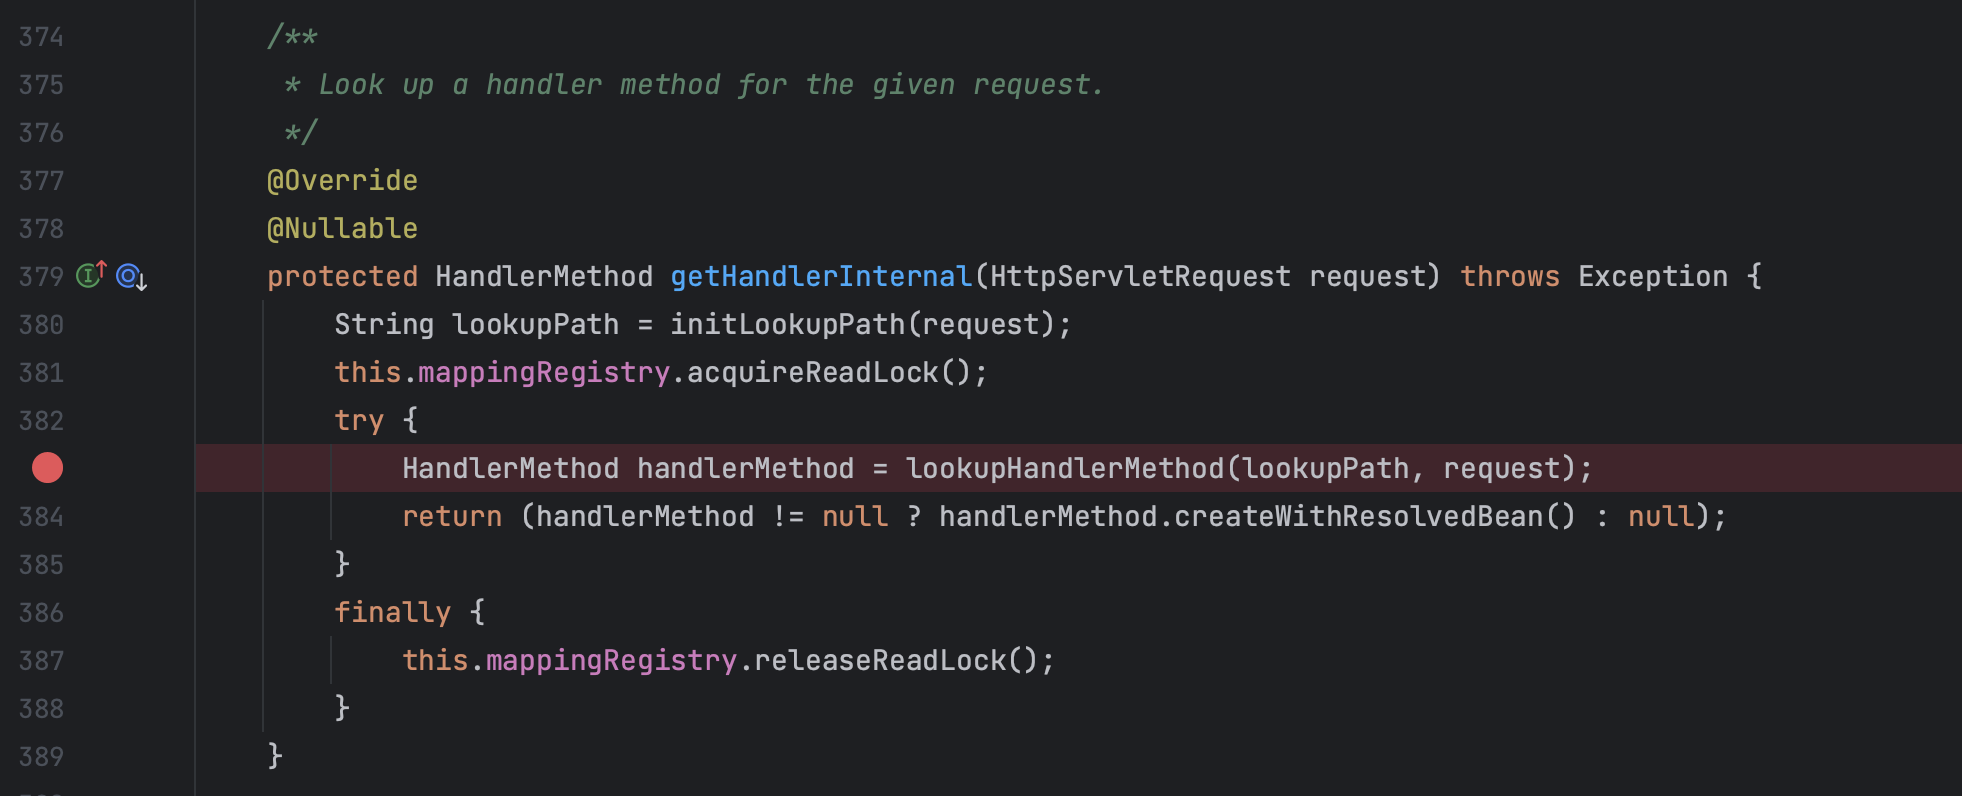 374 /**
375 * Look up a handler method for the given request.
376 */
377 @Override
378 @Nullable
379 protected HandlerMethod getHandlerInternal(HttpServletRequest request) throws Exception {
380 String lookupPath = initLookupPath(request);
381 this.mappingRegistry.acquireReadLock();
382 try {
HandlerMethod handlerMethod = lookupHandlerMethod(lookupPath, request);
384 return (handlerMethod != null ? handlerMethod.createWithResolvedBean() : null);
385 }
386 finally {
387 this.mappingRegistry.releaseReadLock();
388 }
389 }